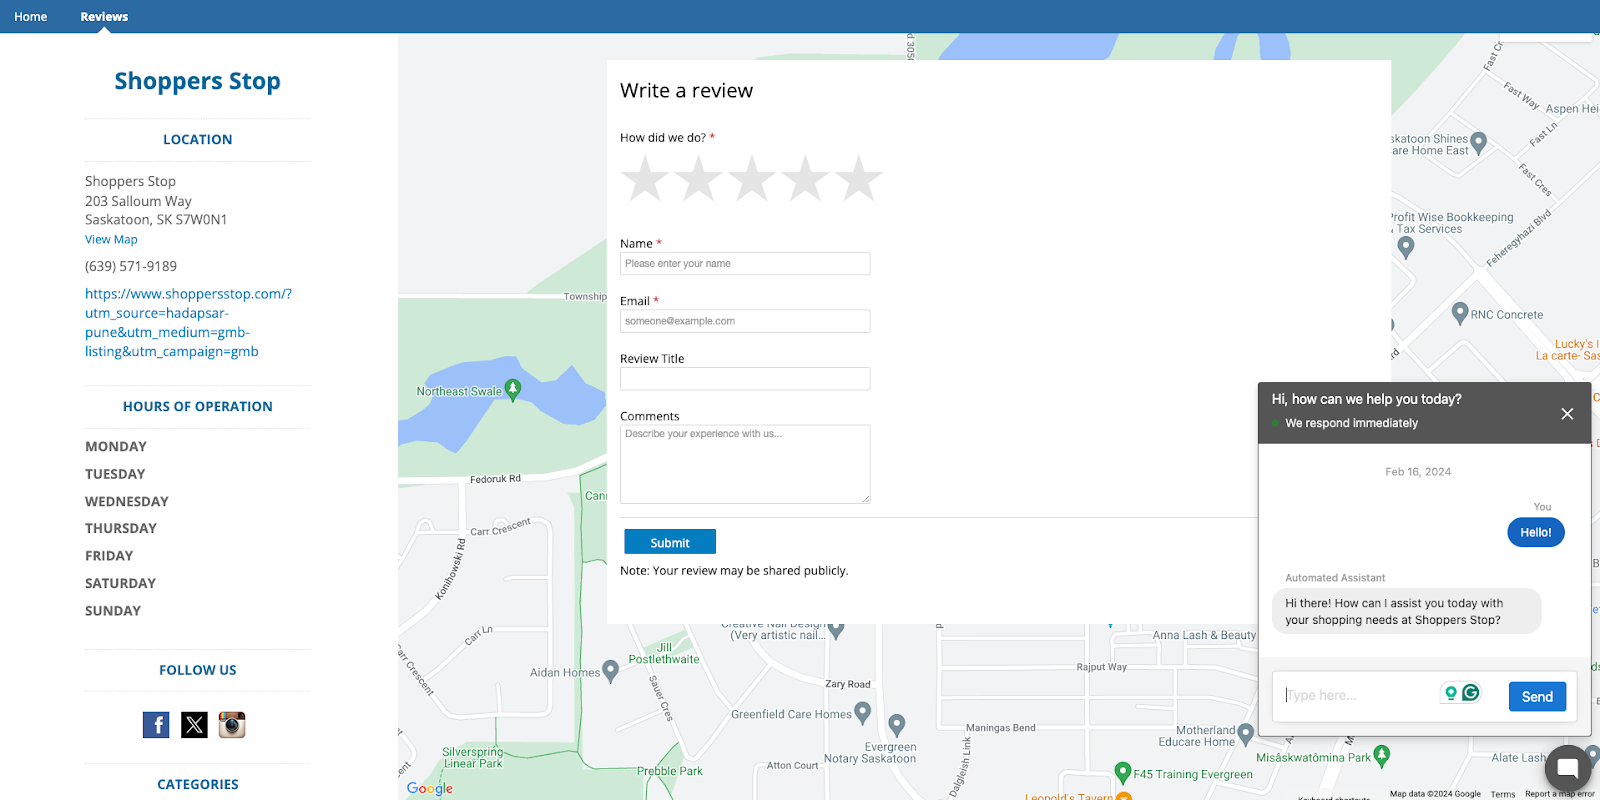 Home
Reviews
Shoppers Stop
LOCATION
Shoppers Stop
203 Salloum Way
Saskatoon, SK S7W0N1
View Map
(639) 571-9189
https://www.shoppersstop.com/?
utm_source=hadapsar-
pune&utm_medium=gmb-
listing&utm_campaign=gmb
HOURS OF OPERATION
MONDAY
TUESDAY
WEDNESDAY
THURSDAY
FRIDAY
SATURDAY
SUNDAY
FOLLOW US
CATEGORIES
Write a review
How did we do? *
Name *
Please enter your name
Email *
someone@example.com
Review Title
Comments
Describe your experience with us...
Submit
Note: Your review may be shared publicly.
Hi, how can we help you today?
We respond immediately
Feb 16, 2024
You
Hello!
Automated Assistant
Hi there! How can I assist you today with
your shopping needs at Shoppers Stop?
Type here...
Send
Fast Way
Aspen Hei
Fast Ln
Fast Cres
skatoon Shines
are Home East
Profit Wise Bookkeeping
& Tax Services
Feheregyhazi Blvd
RNC Concrete
Lucky's
La carte- Sas
Township
Northeast Swale
Fedoruk Rd
Carr Crescent
Konihowski Rd
Carr Ln
Carr Crescent
Aidan Homes
Jill
Postlethwaite
Sauer Cres
Creative Nail Design
(Very artistic nail...
Zary Road
Greenfield Care Homes
Evergreen
Notary Saskatoon
Maningas Bend
Anna Lash & Beauty
Rajput Way
Motherland
Educare Home
Misāskwatōmina Park
Alate Lash
Silverspring
Linear Park
Prebble Park
Atton Court
Dalgleish Link
F45 Training Evergreen
Leopold's Tavern
Google
Keyboard shortcuts
Map data ©2024 Google
Terms
Report a map error